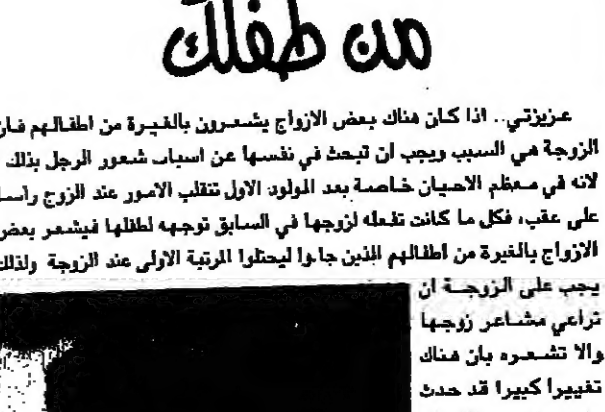 من طفلك
عزيزتي.. اذا كان هناك بعض الازواج يشعرون بالغيرة من اطفالهم فان
الزوجة هي السبب ويجب ان تبحث في نفسها عن اسباب شعور الرجل بذلك
لانه في معظم الاحيان خاصة بعد المولود الاول تنقلب الامور عند الزوج راسا
على عقب، فكل ما كانت تفعله لزوجها في السابق توجهه لطفلها فيشعر بعض
الازواج بالغيرة من اطفالهم الذين جاءوا ليحتلوا المرتبة الاولى عند الزوجة ولذلك
يجب على الزوجة ان
تراعي مشاعر زوجها
والا تشعره بان هناك
تغييرا كبيرا قد حدث